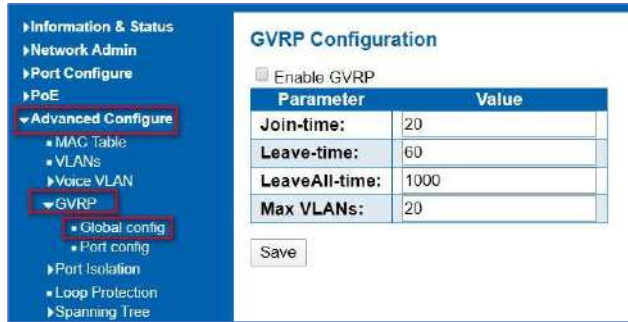 Information & Status
Network Admin
Port Configure
PoE
Advanced Configure
MAC Table
VLANs
Voice VLAN
GVRP
Global config
Port config
Port Isolation
Loop Protection
Spanning Tree
GVRP Configuration
Enable GVRP
Parameter Value
Join-time: 20
Leave-time: 60
LeaveAll-time: 1000
Max VLANs: 20
Save